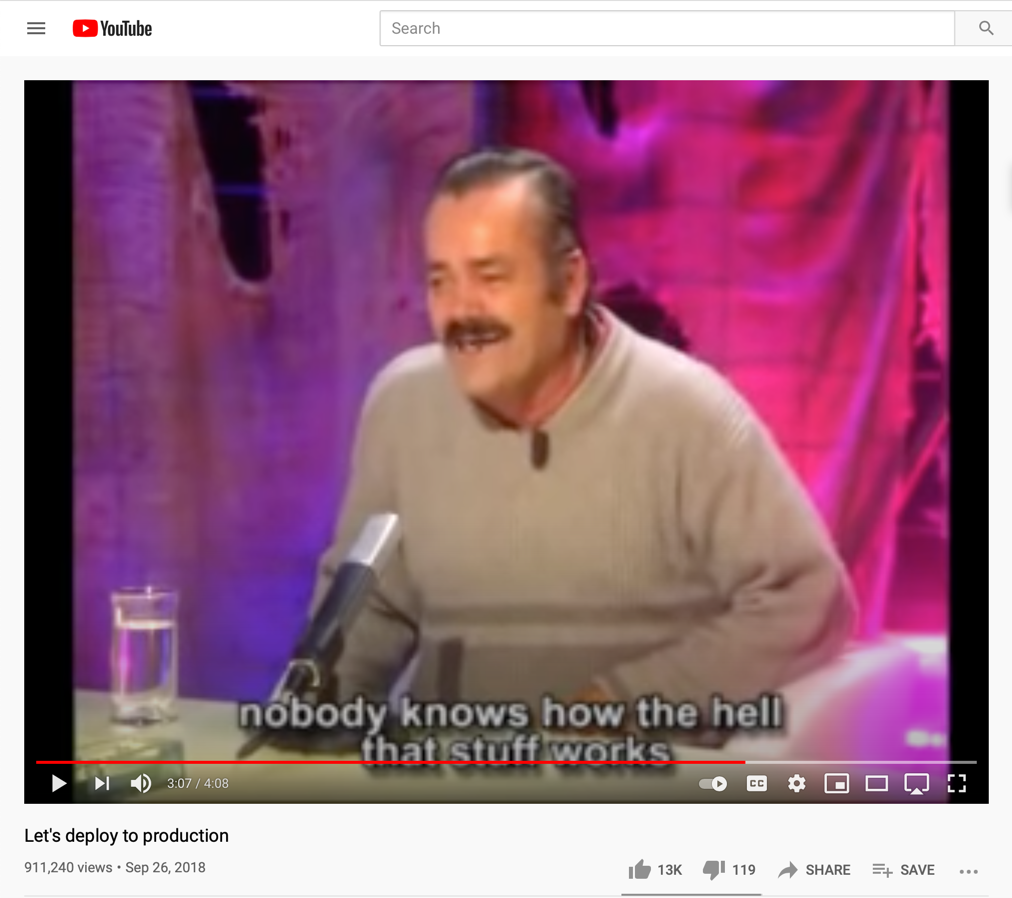 YouTube
Search
nobody knows how the hell
that stuff works
3:07 / 4:08
CC
Let's deploy to production
911,240 views • Sep 26, 2018
13K
119
SHARE
SAVE